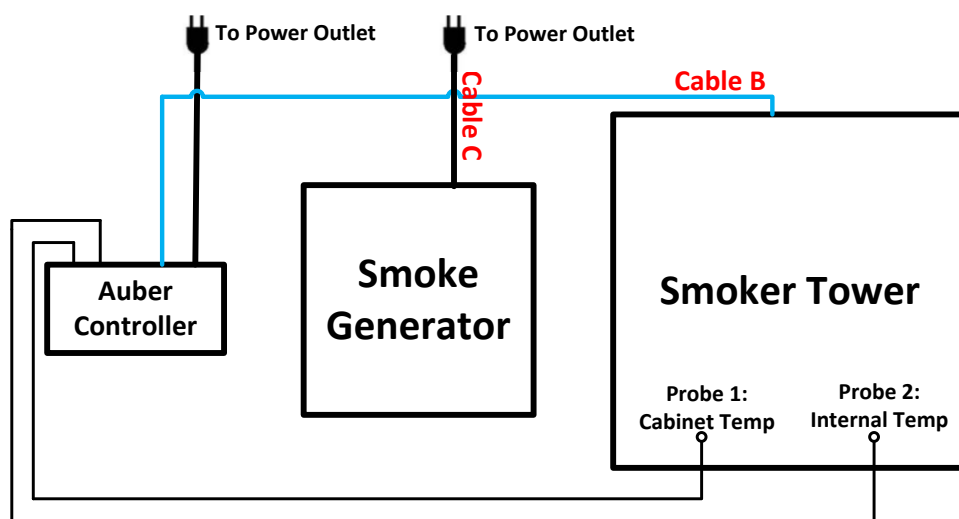 To Power Outlet
To Power Outlet
Cable B
Cable C
Smoke
Generator
Smoker Tower
Auber
Controller
Probe 1:
Cabinet Temp
Probe 2:
Internal Temp